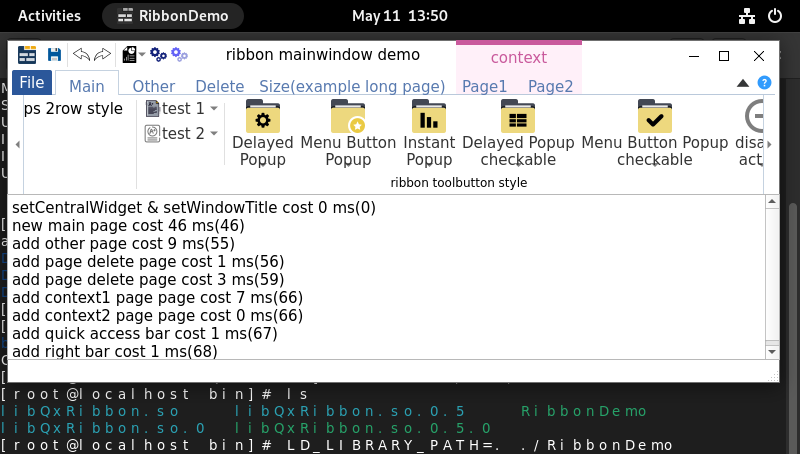 Activities RibbonDemo May 11 13:50
ribbon mainwindow demo context
File Main Other Delete Size(example long page) Page1 Page2
ps 2row style
test 1
test 2
Delayed Popup
Menu Button Popup
Instant Popup
Delayed Popup checkable
Menu Button Popup checkable
ribbon toolbutton style
setCentralWidget & setWindowTitle cost 0 ms(0)
new main page cost 46 ms(46)
add other page cost 9 ms(55)
add page delete page cost 1 ms(56)
add page delete page cost 3 ms(59)
add context1 page page cost 7 ms(66)
add context2 page page cost 0 ms(66)
add quick access bar cost 1 ms(67)
add right bar cost 1 ms(68)
[root@localhost bin]# ls
libQxRibbon.so libQxRibbon.so.0.5 RibbonDemo
libQxRibbon.so.0 libQxRibbon.so.0.5.0
[root@localhost bin]# LD_LIBRARY_PATH=. ./RibbonDemo